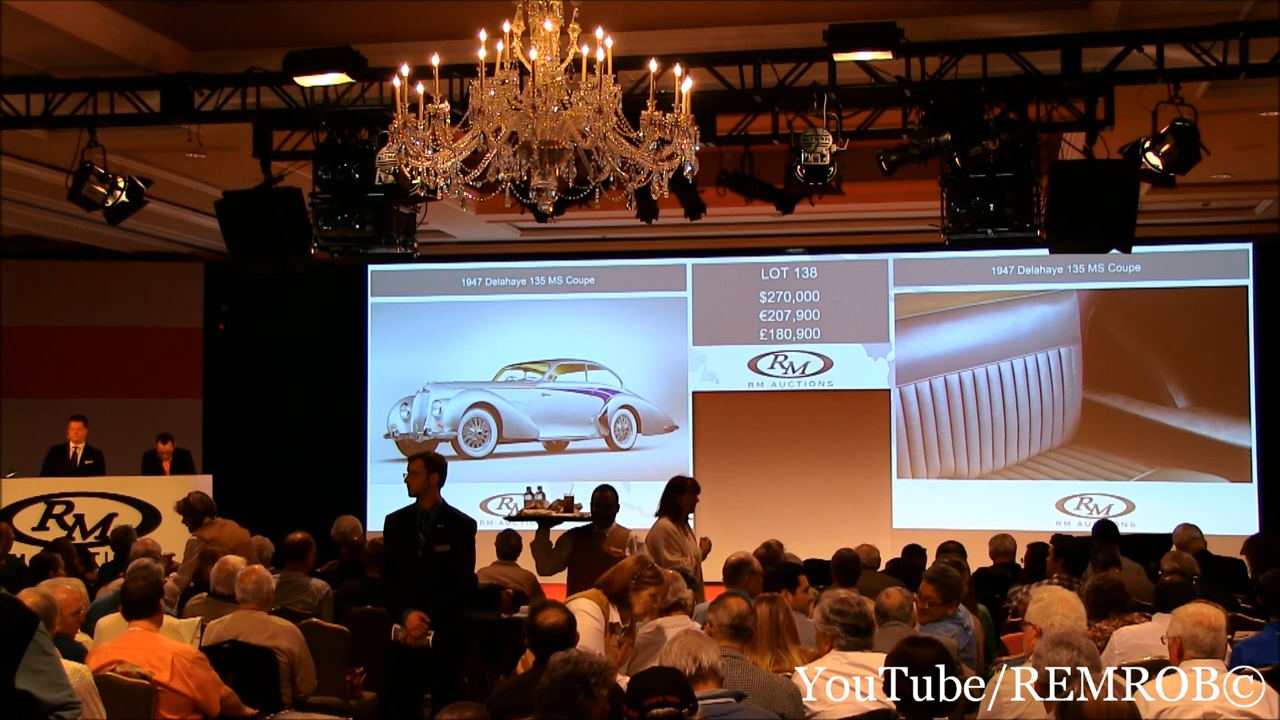 1947 Delahaye 135 MS Coupe
LOT 138
$270,000
€207,900
£180,900
RM
RM AUCTIONS
1947 Delahaye 135 MS Coupe
RM
RM AUCTIONS
RM
RM
YouTube/REMROB©